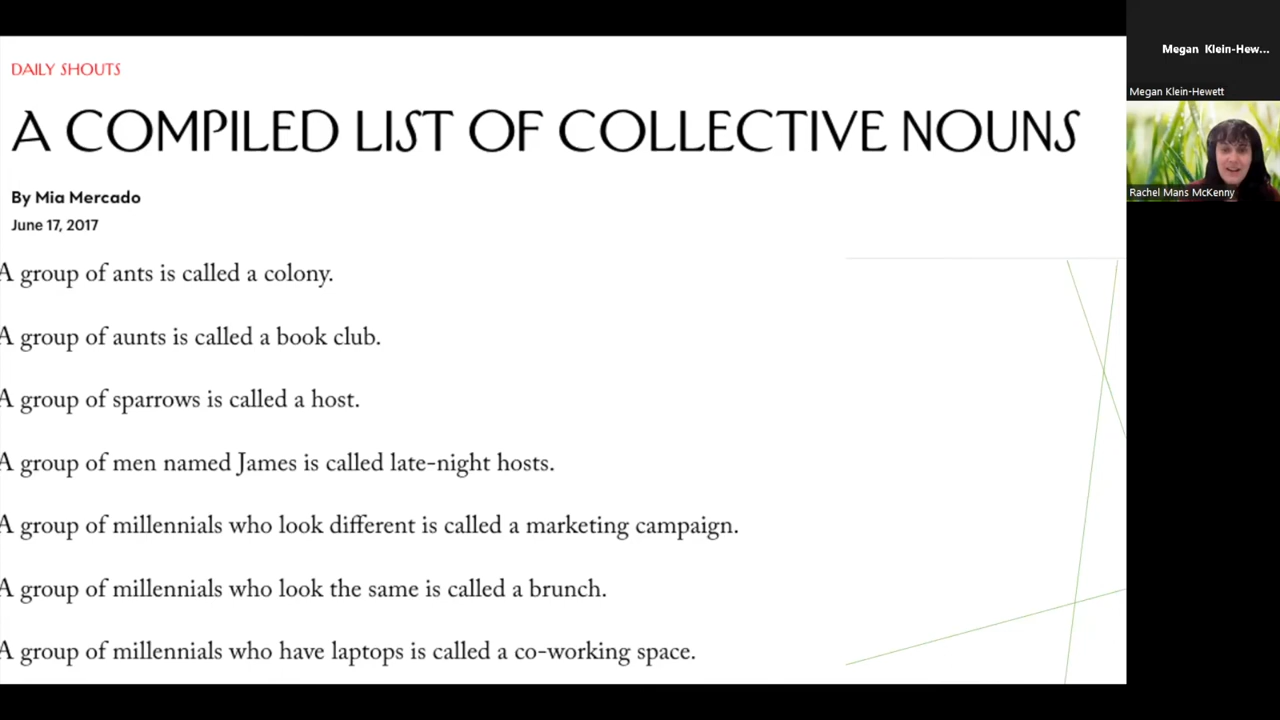 DAILY SHOUTS
A COMPILED LIST OF COLLECTIVE NOUNS
By Mia Mercado
June 17, 2017
A group of ants is called a colony.
A group of aunts is called a book club.
A group of sparrows is called a host.
A group of men named James is called late-night hosts.
A group of millennials who look different is called a marketing campaign.
A group of millennials who look the same is called a brunch.
A group of millennials who have laptops is called a co-working space.
Megan Klein-Hew...
Megan Klein-Hewett
Rachel Mans McKenny